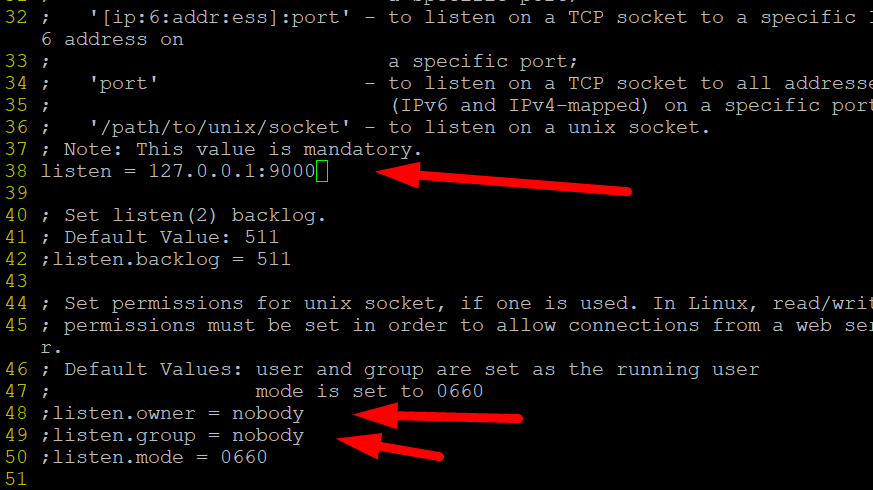 32 ;     '[ip:6:addr:ess]:port' - to listen on a TCP socket to a specific
6 address on
33 ;                            a specific port;
34 ;     'port'                 - to listen on a TCP socket to all addresse
35 ;                            (IPv6 and IPv4-mapped) on a specific port
36 ;     '/path/to/unix/socket' - to listen on a unix socket.
37 ; Note: This value is mandatory.
38 listen = 127.0.0.1:9000
39
40 ; Set listen(2) backlog.
41 ; Default Value: 511
42 ;listen.backlog = 511
43
44 ; Set permissions for unix socket, if one is used. In Linux, read/writ
45 ; permissions must be set in order to allow connections from a web ser
r.
46 ; Default Values: user and group are set as the running user
47 ;                 mode is set to 0660
48 ;listen.owner = nobody
49 ;listen.group = nobody
50 ;listen.mode = 0660
51